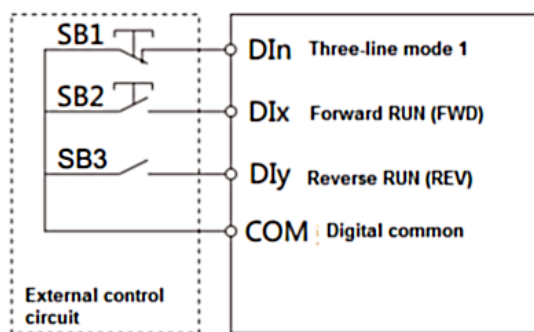 SB1 DIn Three-line mode 1
SB2 DIx Forward RUN (FWD)
SB3 DIy Reverse RUN (REV)
COM Digital common
External control
circuit